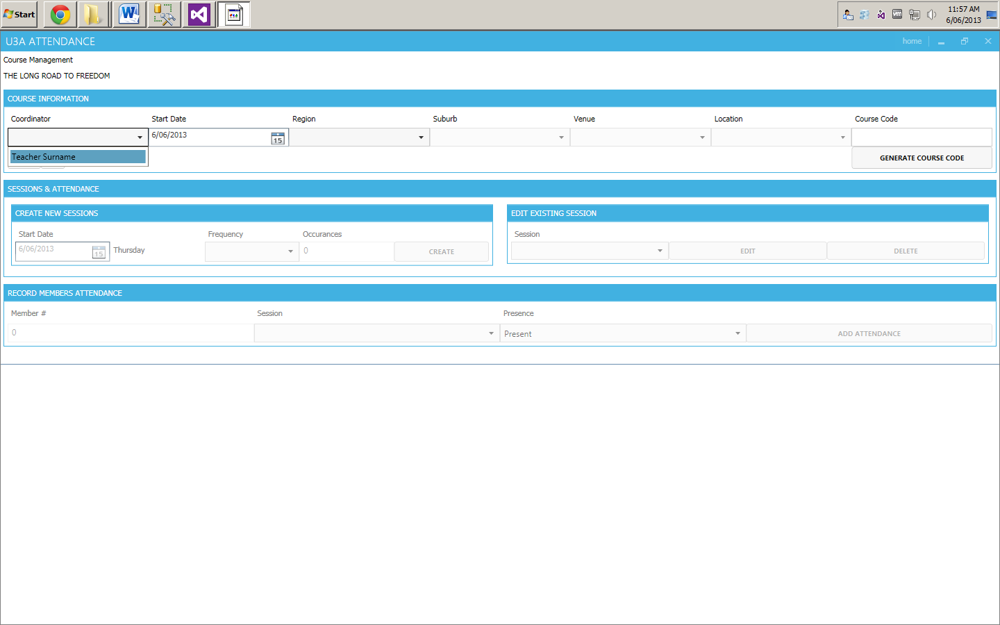 Start
W
vm
11:57 AM
6/06/2013
U3A ATTENDANCE
home
Course Management
THE LONG ROAD TO FREEDOM
COURSE INFORMATION
Coordinator Start Date Region Suburb Venue Location Course Code
6/06/2013 15
Teacher Surname
GENERATE COURSE CODE
SESSIONS & ATTENDANCE
CREATE NEW SESSIONS
Start Date Frequency Occurances
6/06/2013 15 Thursday 0 CREATE
EDIT EXISTING SESSION
Session
EDIT DELETE
RECORD MEMBERS ATTENDANCE
Member # Session Presence
0 Present ADD ATTENDANCE